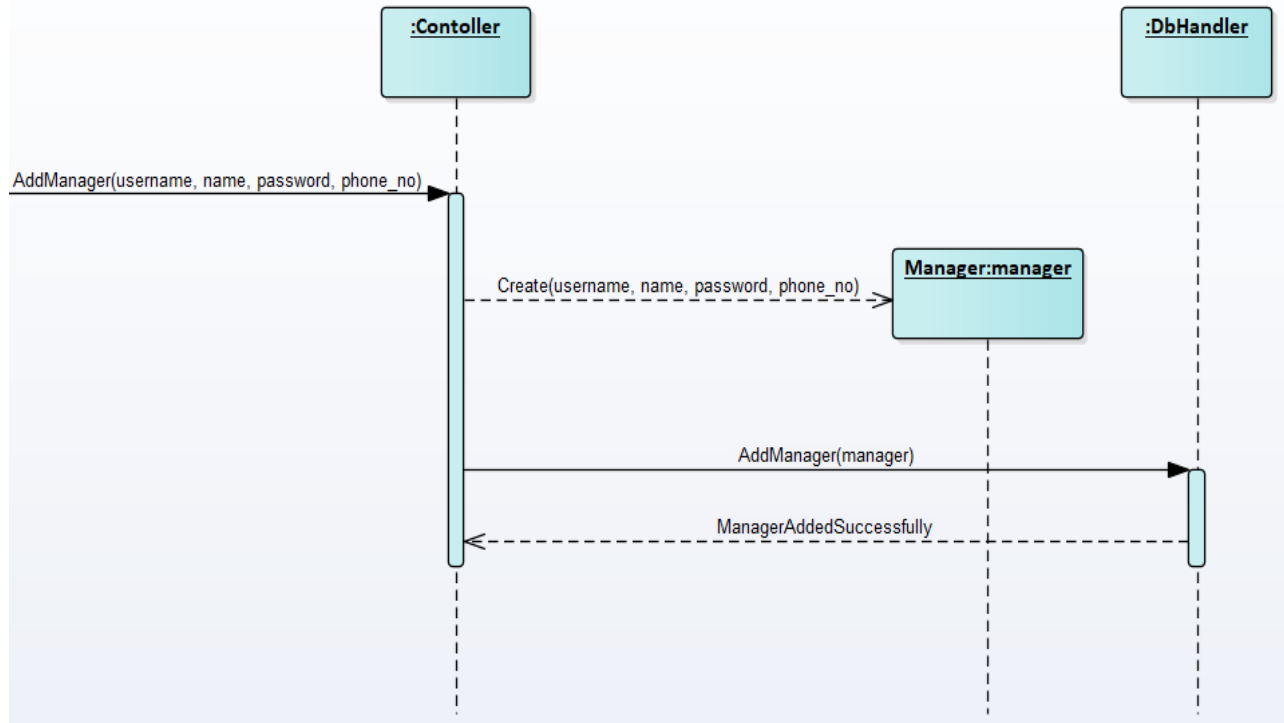 :Contoller
:DbHandler
AddManager(username, name, password, phone_no)
Manager:manager
Create(username, name, password, phone_no)
AddManager(manager)
ManagerAddedSuccessfully